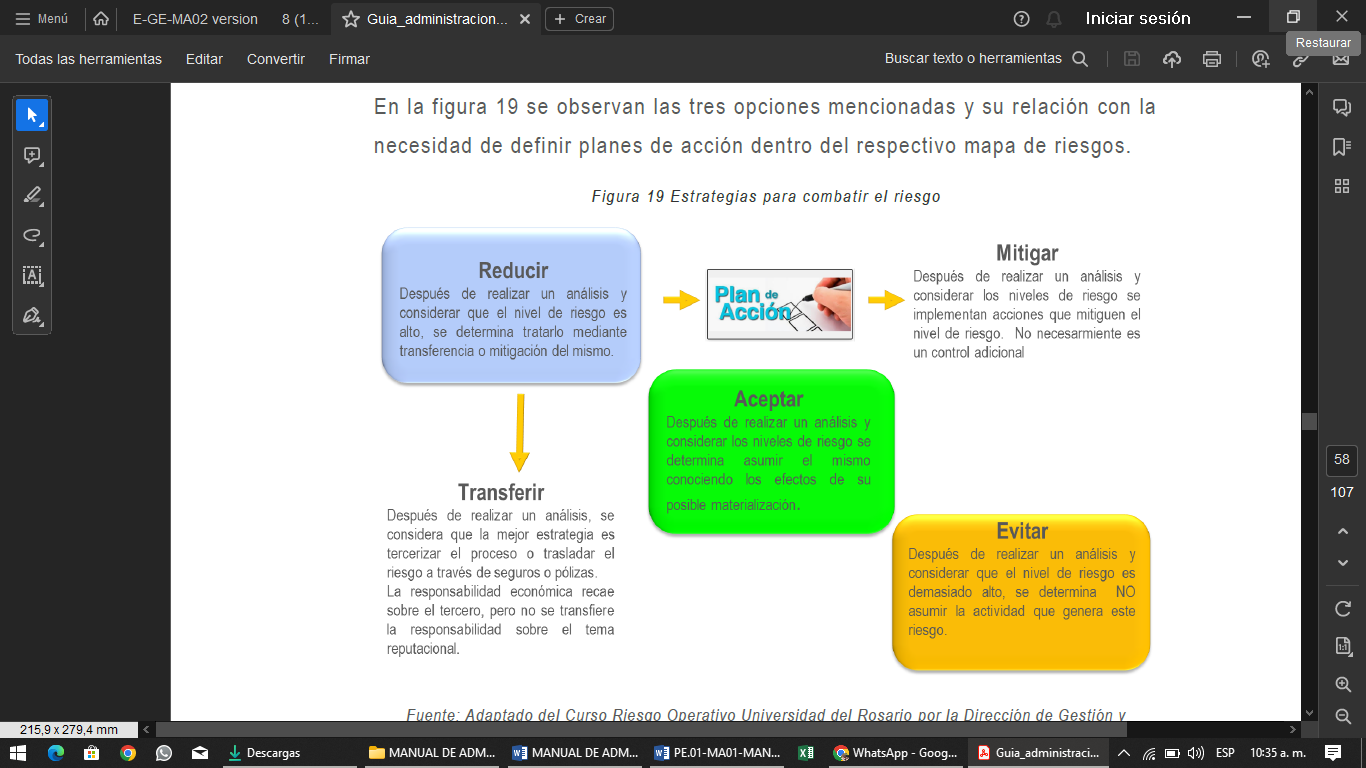 Menú
E-GE-MA02 version 8 (1...
Guia_administracion...
Crear
Iniciar sesión
Restaurar
Todas las herramientas
Editar
Convertir
Firmar
Buscar texto o herramientas
En la figura 19 se observan las tres opciones mencionadas y su relación con la
necesidad de definir planes de acción dentro del respectivo mapa de riesgos.
Figura 19 Estrategias para combatir el riesgo
Reducir
Después de realizar un análisis y
considerar que el nivel de riesgo es
alto, se determina tratarlo mediante
transferencia o mitigación del mismo.
Plan de
Acción
Mitigar
Después de realizar un análisis y
considerar los niveles de riesgo se
implementan acciones que mitiguen el
nivel de riesgo. No necesarmiente es
un control adicional
Aceptar
Después de realizar un análisis y
considerar los niveles de riesgo se
determina asumir el mismo
conociendo los efectos de su
posible materialización.
Transferir
Después de realizar un análisis, se
considera que la mejor estrategia es
tercerizar el proceso o trasladar el
riesgo a través de seguros o pólizas.
La responsabilidad económica recae
sobre el tercero, pero no se transfiere
la responsabilidad sobre el tema
reputacional.
Evitar
Después de realizar un análisis y
considerar que el nivel de riesgo es
demasiado alto, se determina NO
asumir la actividad que genera este
riesgo.
Fuente: Adaptado del Curso Riesgo Operativo Universidad del Rosario por la Dirección de Gestión y
58
107
1:1
215,9 x 279,4 mm
Descargas
MANUAL DE ADM...
MANUAL DE ADM...
PE.01-MA01-MAN...
WhatsApp - Goog...
Guia_administraci...
ESP
10:35 a. m.